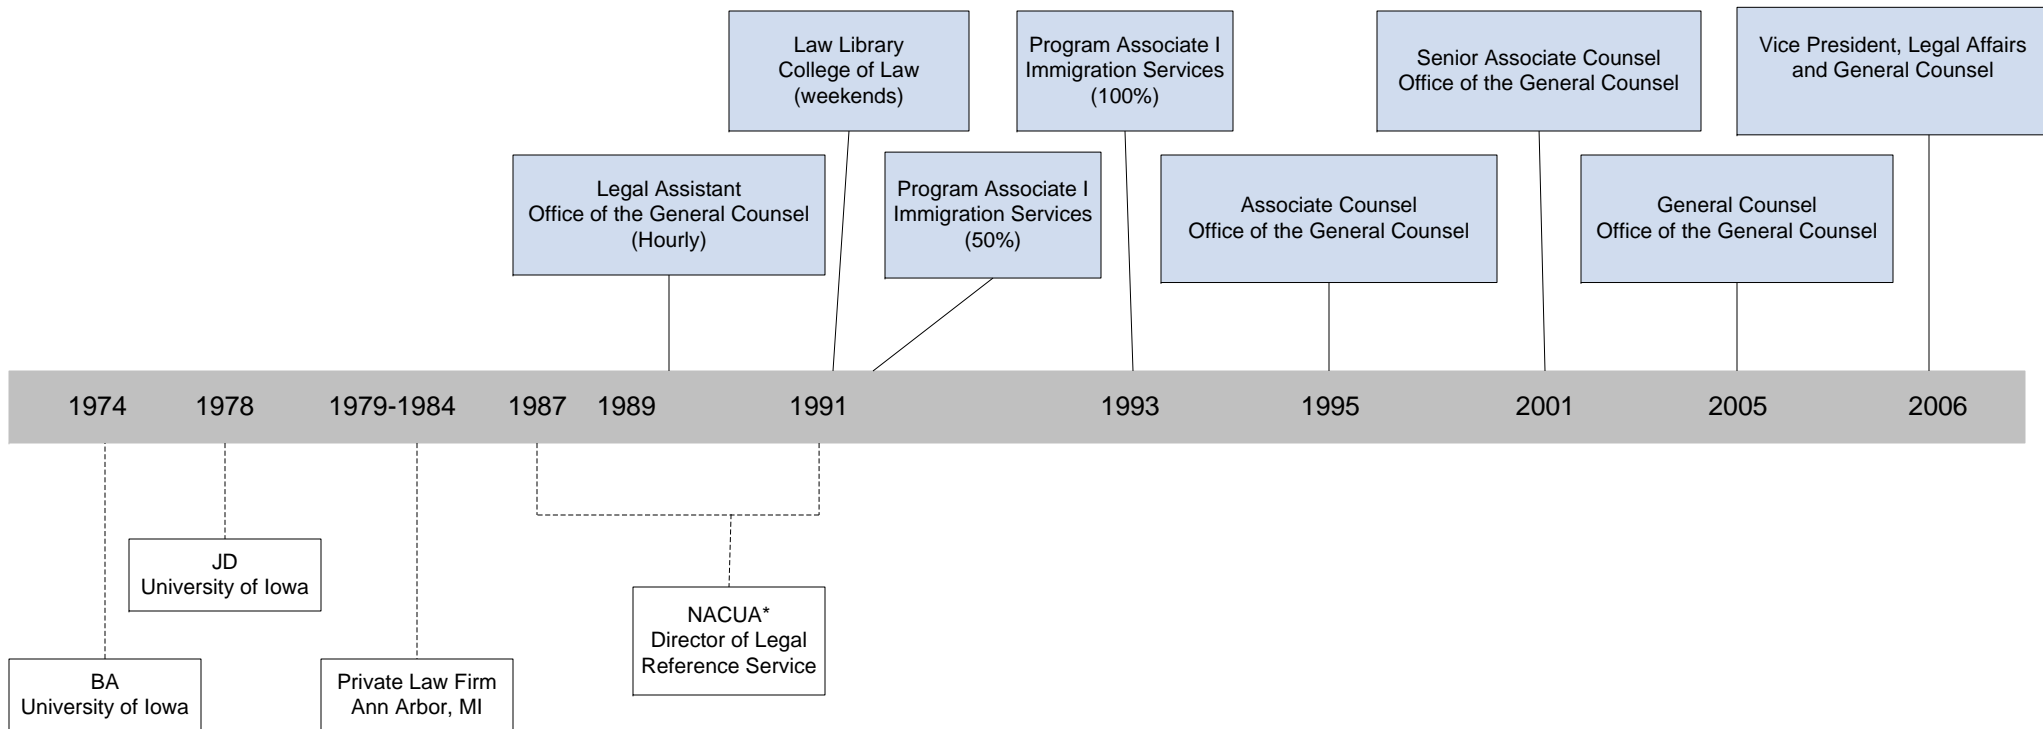 Law Library
College of Law
(weekends)
Program Associate I
Immigration Services
(100%)
Senior Associate Counsel
Office of the General Counsel
Vice President, Legal Affairs
and General Counsel
Legal Assistant
Office of the General Counsel
(Hourly)
Program Associate I
Immigration Services
(50%)
Associate Counsel
Office of the General Counsel
General Counsel
Office of the General Counsel
1974 1978 1979-1984 1987 1989 1991 1993 1995 2001 2005 2006
JD
University of Iowa
NACUA*
Director of Legal
Reference Service
BA
University of Iowa
Private Law Firm
Ann Arbor, MI